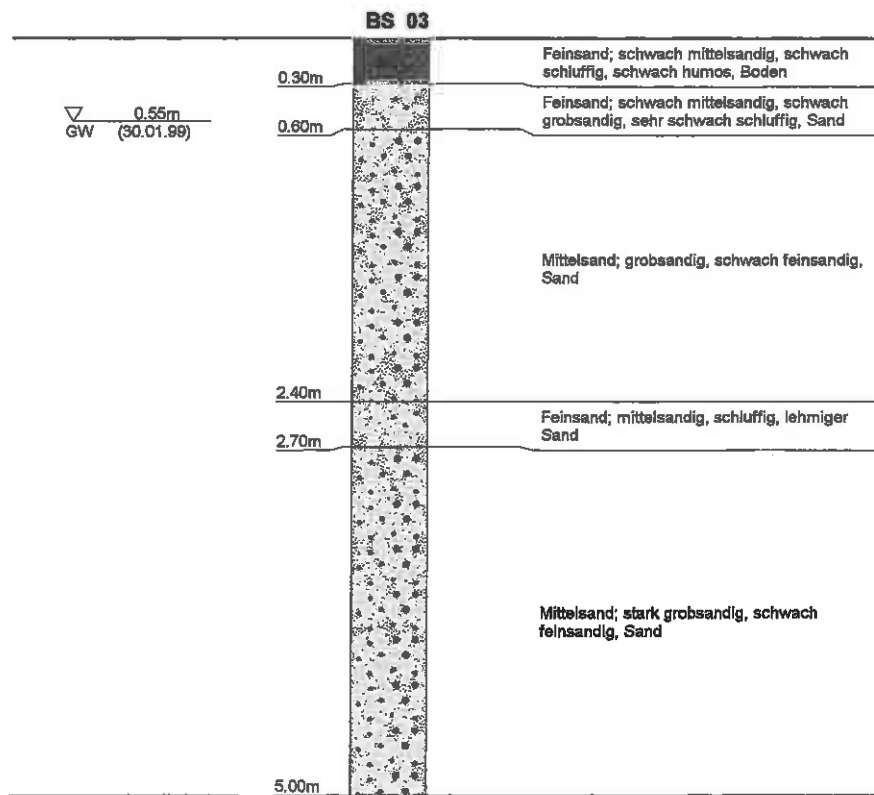 BS 03
Feinsand; schwach mittelsandig, schwach
schluffig, schwach humos, Boden
0.30m
Feinsand; schwach mittelsandig, schwach
grobsandig, sehr schwach schluffig, Sand
0.55m
GW (30.01.99)
0.60m
Mittelsand; grobsandig, schwach feinsandig,
Sand
2.40m
Feinsand; mittelsandig, schluffig, lehmiger
Sand
2.70m
Mittelsand; stark grobsandig, schwach
feinsandig, Sand
5.00m